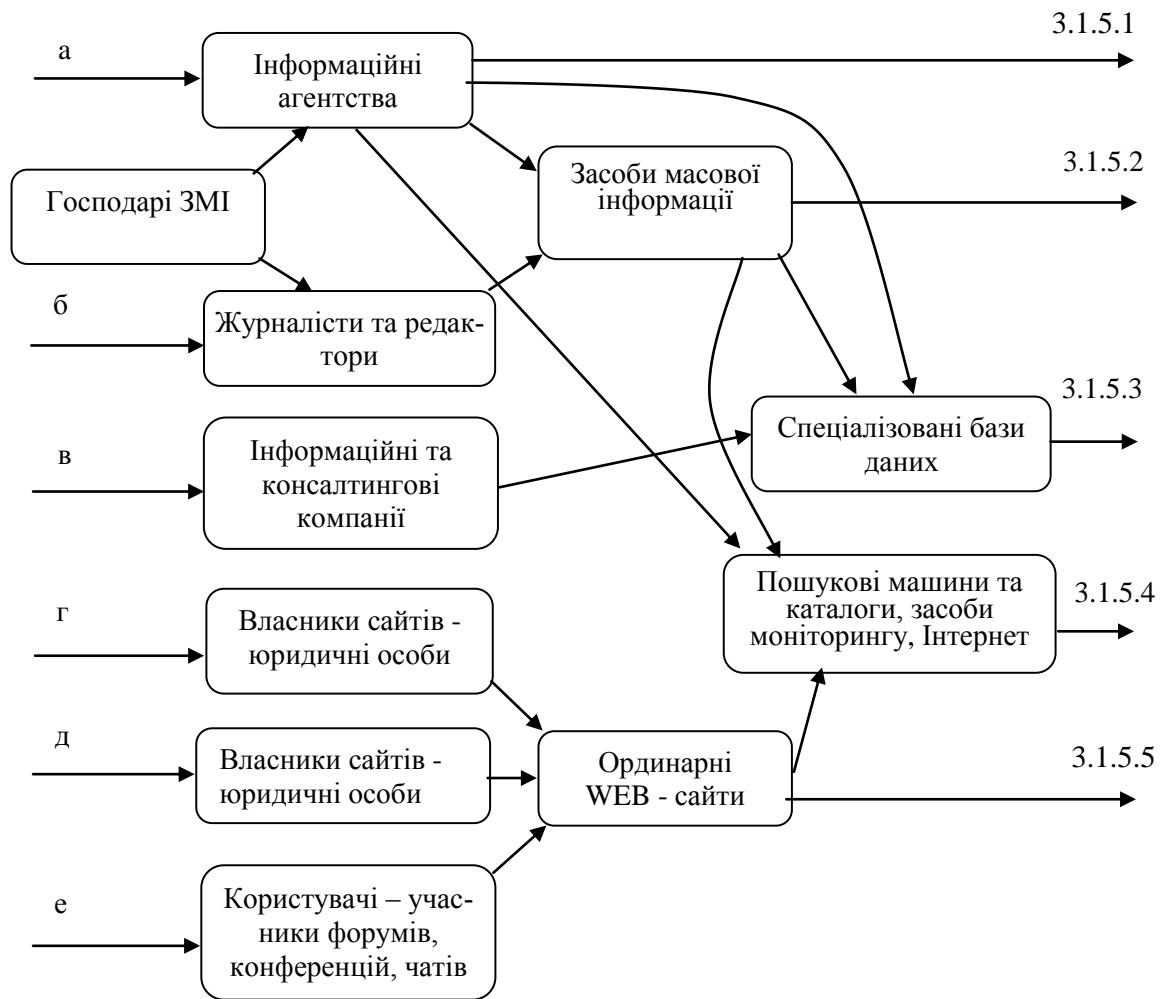 3.1.5.1
а
Інформаційні
агентства
Засоби масової
інформації
3.1.5.2
Господарі ЗМІ
б
Журналісти та редак-
тори
3.1.5.3
в
Інформаційні та
консалтингові
компанії
Спеціалізовані бази
даних
Пошукові машини та
каталоги, засоби
моніторингу, Інтернет
3.1.5.4
г
Власники сайтів -
юридичні особи
д
Власники сайтів -
юридичні особи
Ординарні
WEB - сайти
3.1.5.5
е
Користувачі – учас-
ники форумів,
конференцій, чатів